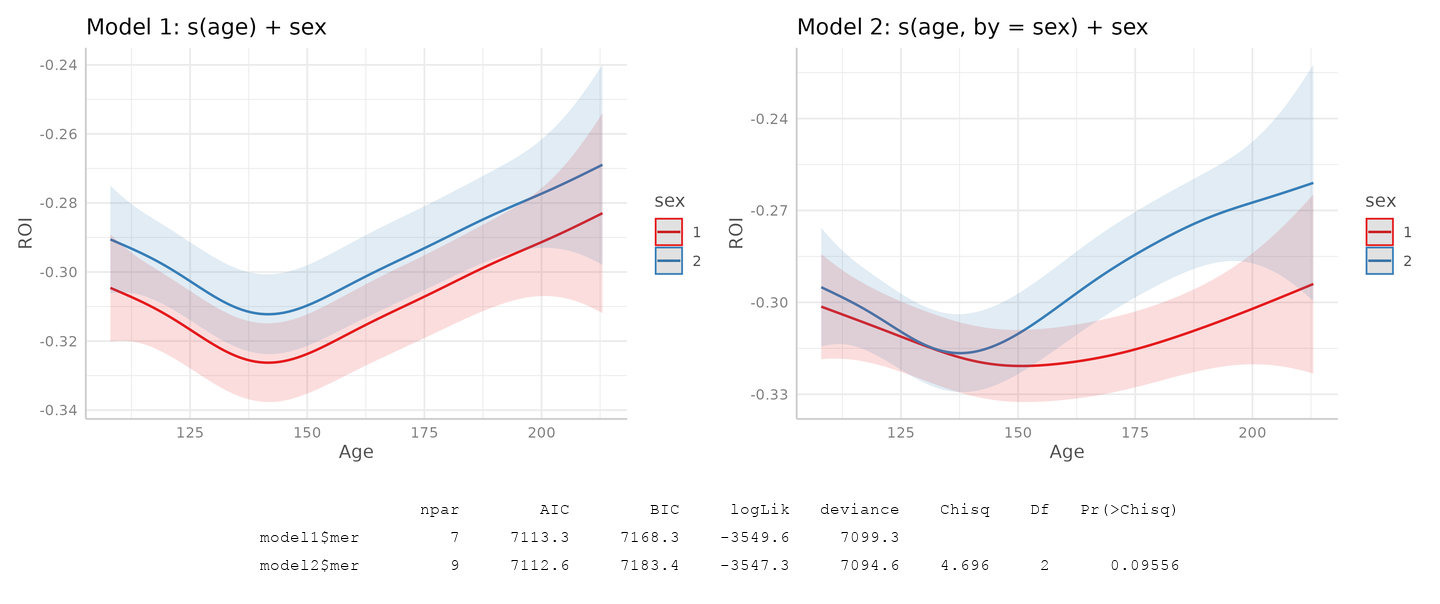 Model 1: s(age) + sex
-0.24
-0.26
-0.28
-0.30
-0.32
-0.34
ROI
125 150 175 200
Age
sex
1
2
Model 2: s(age, by = sex) + sex
-0.24
-0.27
-0.30
-0.33
ROI
125 150 175 200
Age
sex
1
2
npar AIC BIC logLik deviance Chisq Df Pr(>Chisq)
model1$mer 7 7113.3 7168.3 -3549.6 7099.3
model2$mer 9 7112.6 7183.4 -3547.3 7094.6 4.696 2 0.09556